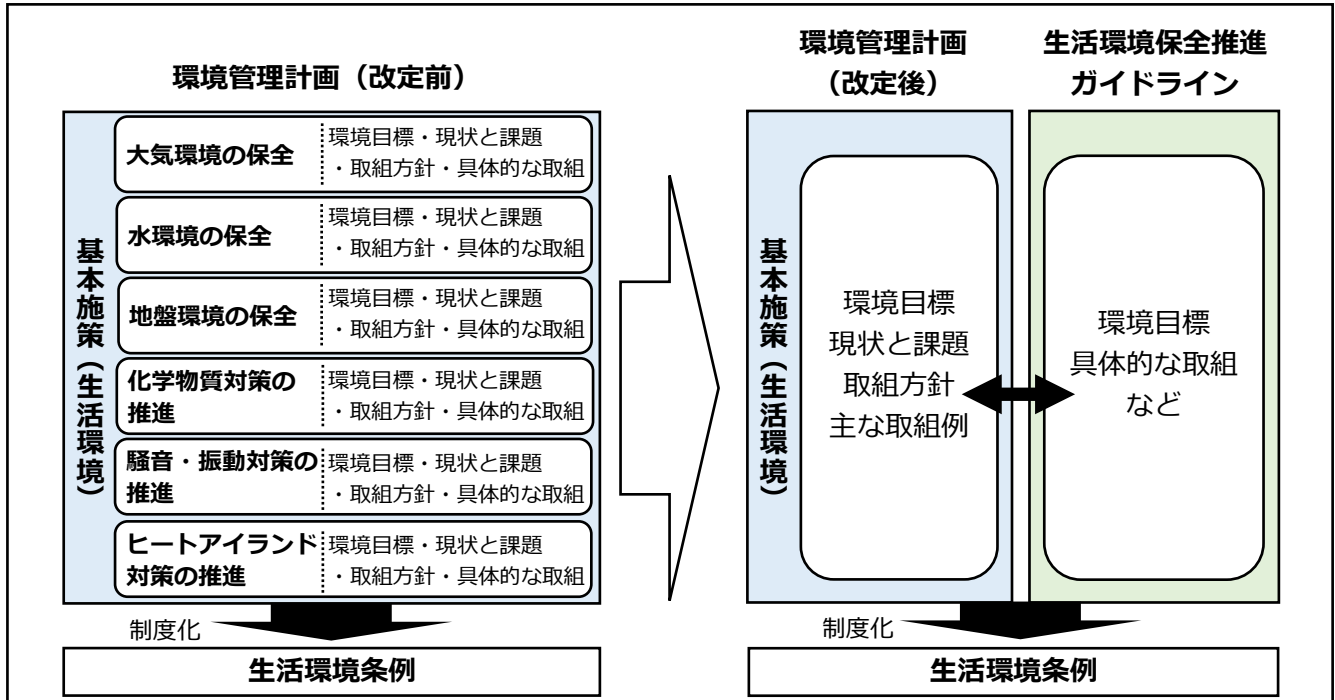 環境管理計画（改定前）
基本施策（生活環境）
大気環境の保全
環境目標・現状と課題
・取組方針・具体的な取組
水環境の保全
環境目標・現状と課題
・取組方針・具体的な取組
地盤環境の保全
環境目標・現状と課題
・取組方針・具体的な取組
化学物質対策の
推進
環境目標・現状と課題
・取組方針・具体的な取組
騒音・振動対策の
推進
環境目標・現状と課題
・取組方針・具体的な取組
ヒートアイランド
対策の推進
環境目標・現状と課題
・取組方針・具体的な取組
制度化
生活環境条例
環境管理計画
（改定後）
基本施策（生活環境）
環境目標
現状と課題
取組方針
主な取組例
生活環境保全推進
ガイドライン
環境目標
具体的な取組
など
制度化
生活環境条例